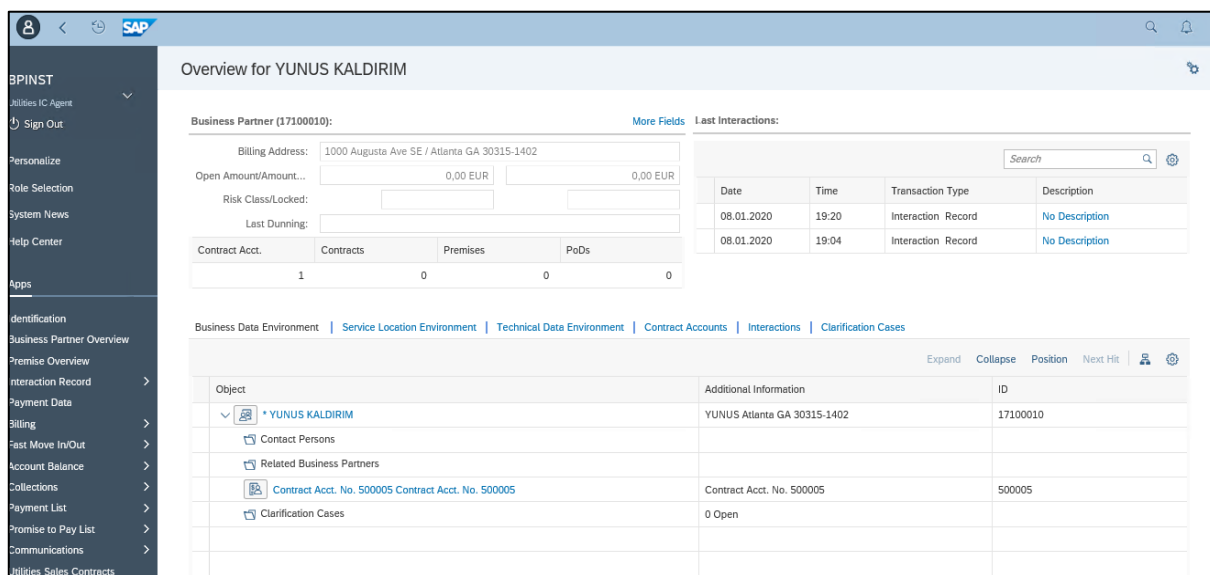 SAP
BPINST
Utilities IC Agent
Sign Out
Personalize
Role Selection
System News
Help Center
Apps
Identification
Business Partner Overview
Premise Overview
Interaction Record
Payment Data
Billing
Fast Move In/Out
Account Balance
Collections
Payment List
Promise to Pay List
Communications
Utilities Sales Contracts
Overview for YUNUS KALDIRIM
Business Partner (17100010): More Fields
Billing Address: 1000 Augusta Ave SE / Atlanta GA 30315-1402
Open Amount/Amount... 0,00 EUR 0,00 EUR
Risk Class/Locked:
Last Dunning:
Contract Acct. Contracts Premises PoDs
1 0 0 0
Last Interactions:
Search
Date Time Transaction Type Description
08.01.2020 19:20 Interaction Record No Description
08.01.2020 19:04 Interaction Record No Description
Business Data Environment | Service Location Environment | Technical Data Environment | Contract Accounts | Interactions | Clarification Cases
Expand Collapse Position Next Hit
Object Additional Information ID
* YUNUS KALDIRIM YUNUS Atlanta GA 30315-1402 17100010
Contact Persons
Related Business Partners
Contract Acct. No. 500005 Contract Acct. No. 500005 Contract Acct. No. 500005 500005
Clarification Cases 0 Open